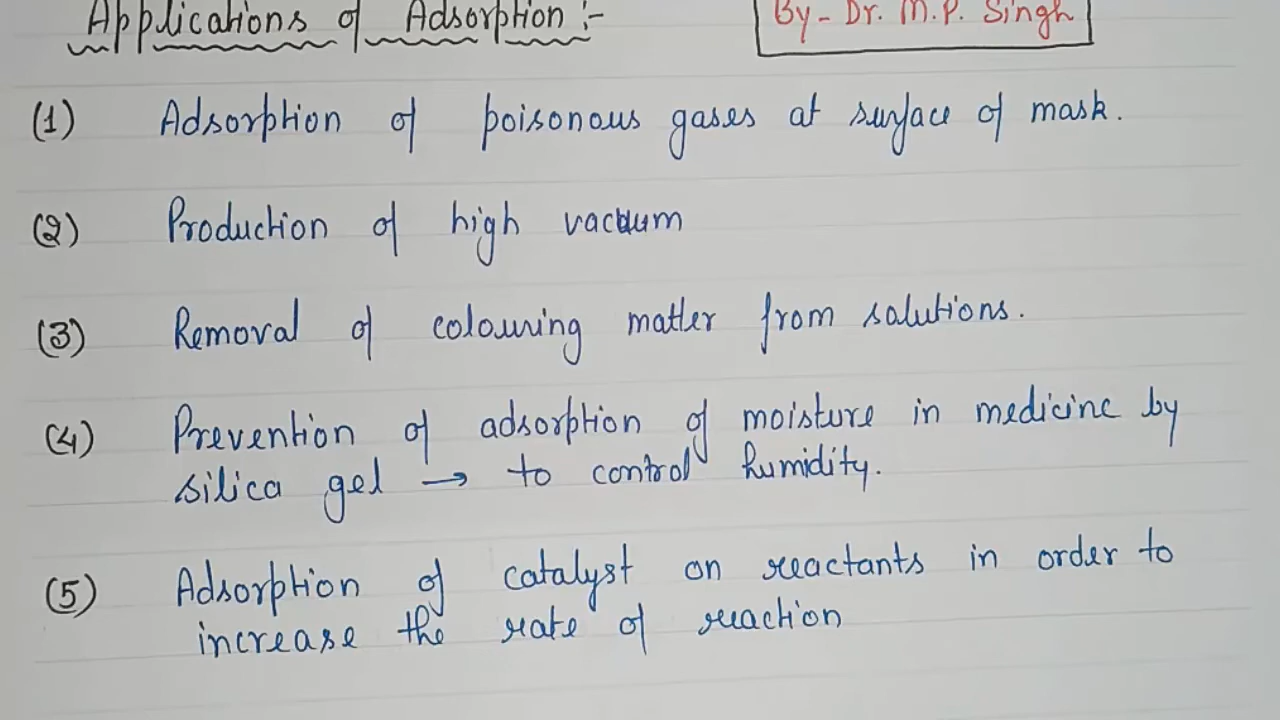 Applications of Adsorption :-
By - Dr. M.P. Singh
(1) Adsorption of poisonous gases at surface of mask.
(2) Production of high vacuum
(3) Removal of colouring matter from solutions.
(4) Prevention of adsorption of moisture in medicine by
silica gel → to control humidity.
(5) Adsorption of catalyst on reactants in order to
increase the rate of reaction